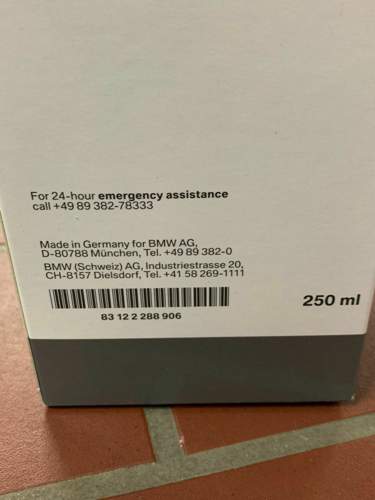 For 24-hour emergency assistance
call +49 89 382-78333
Made in Germany for BMW AG,
D-80788 München, Tel. +49 89 382-0
BMW (Schweiz) AG, Industriestrasse 20,
CH-8157 Dielsdorf, Tel. +41 58 269-1111
83 12 2 288 906
250 ml